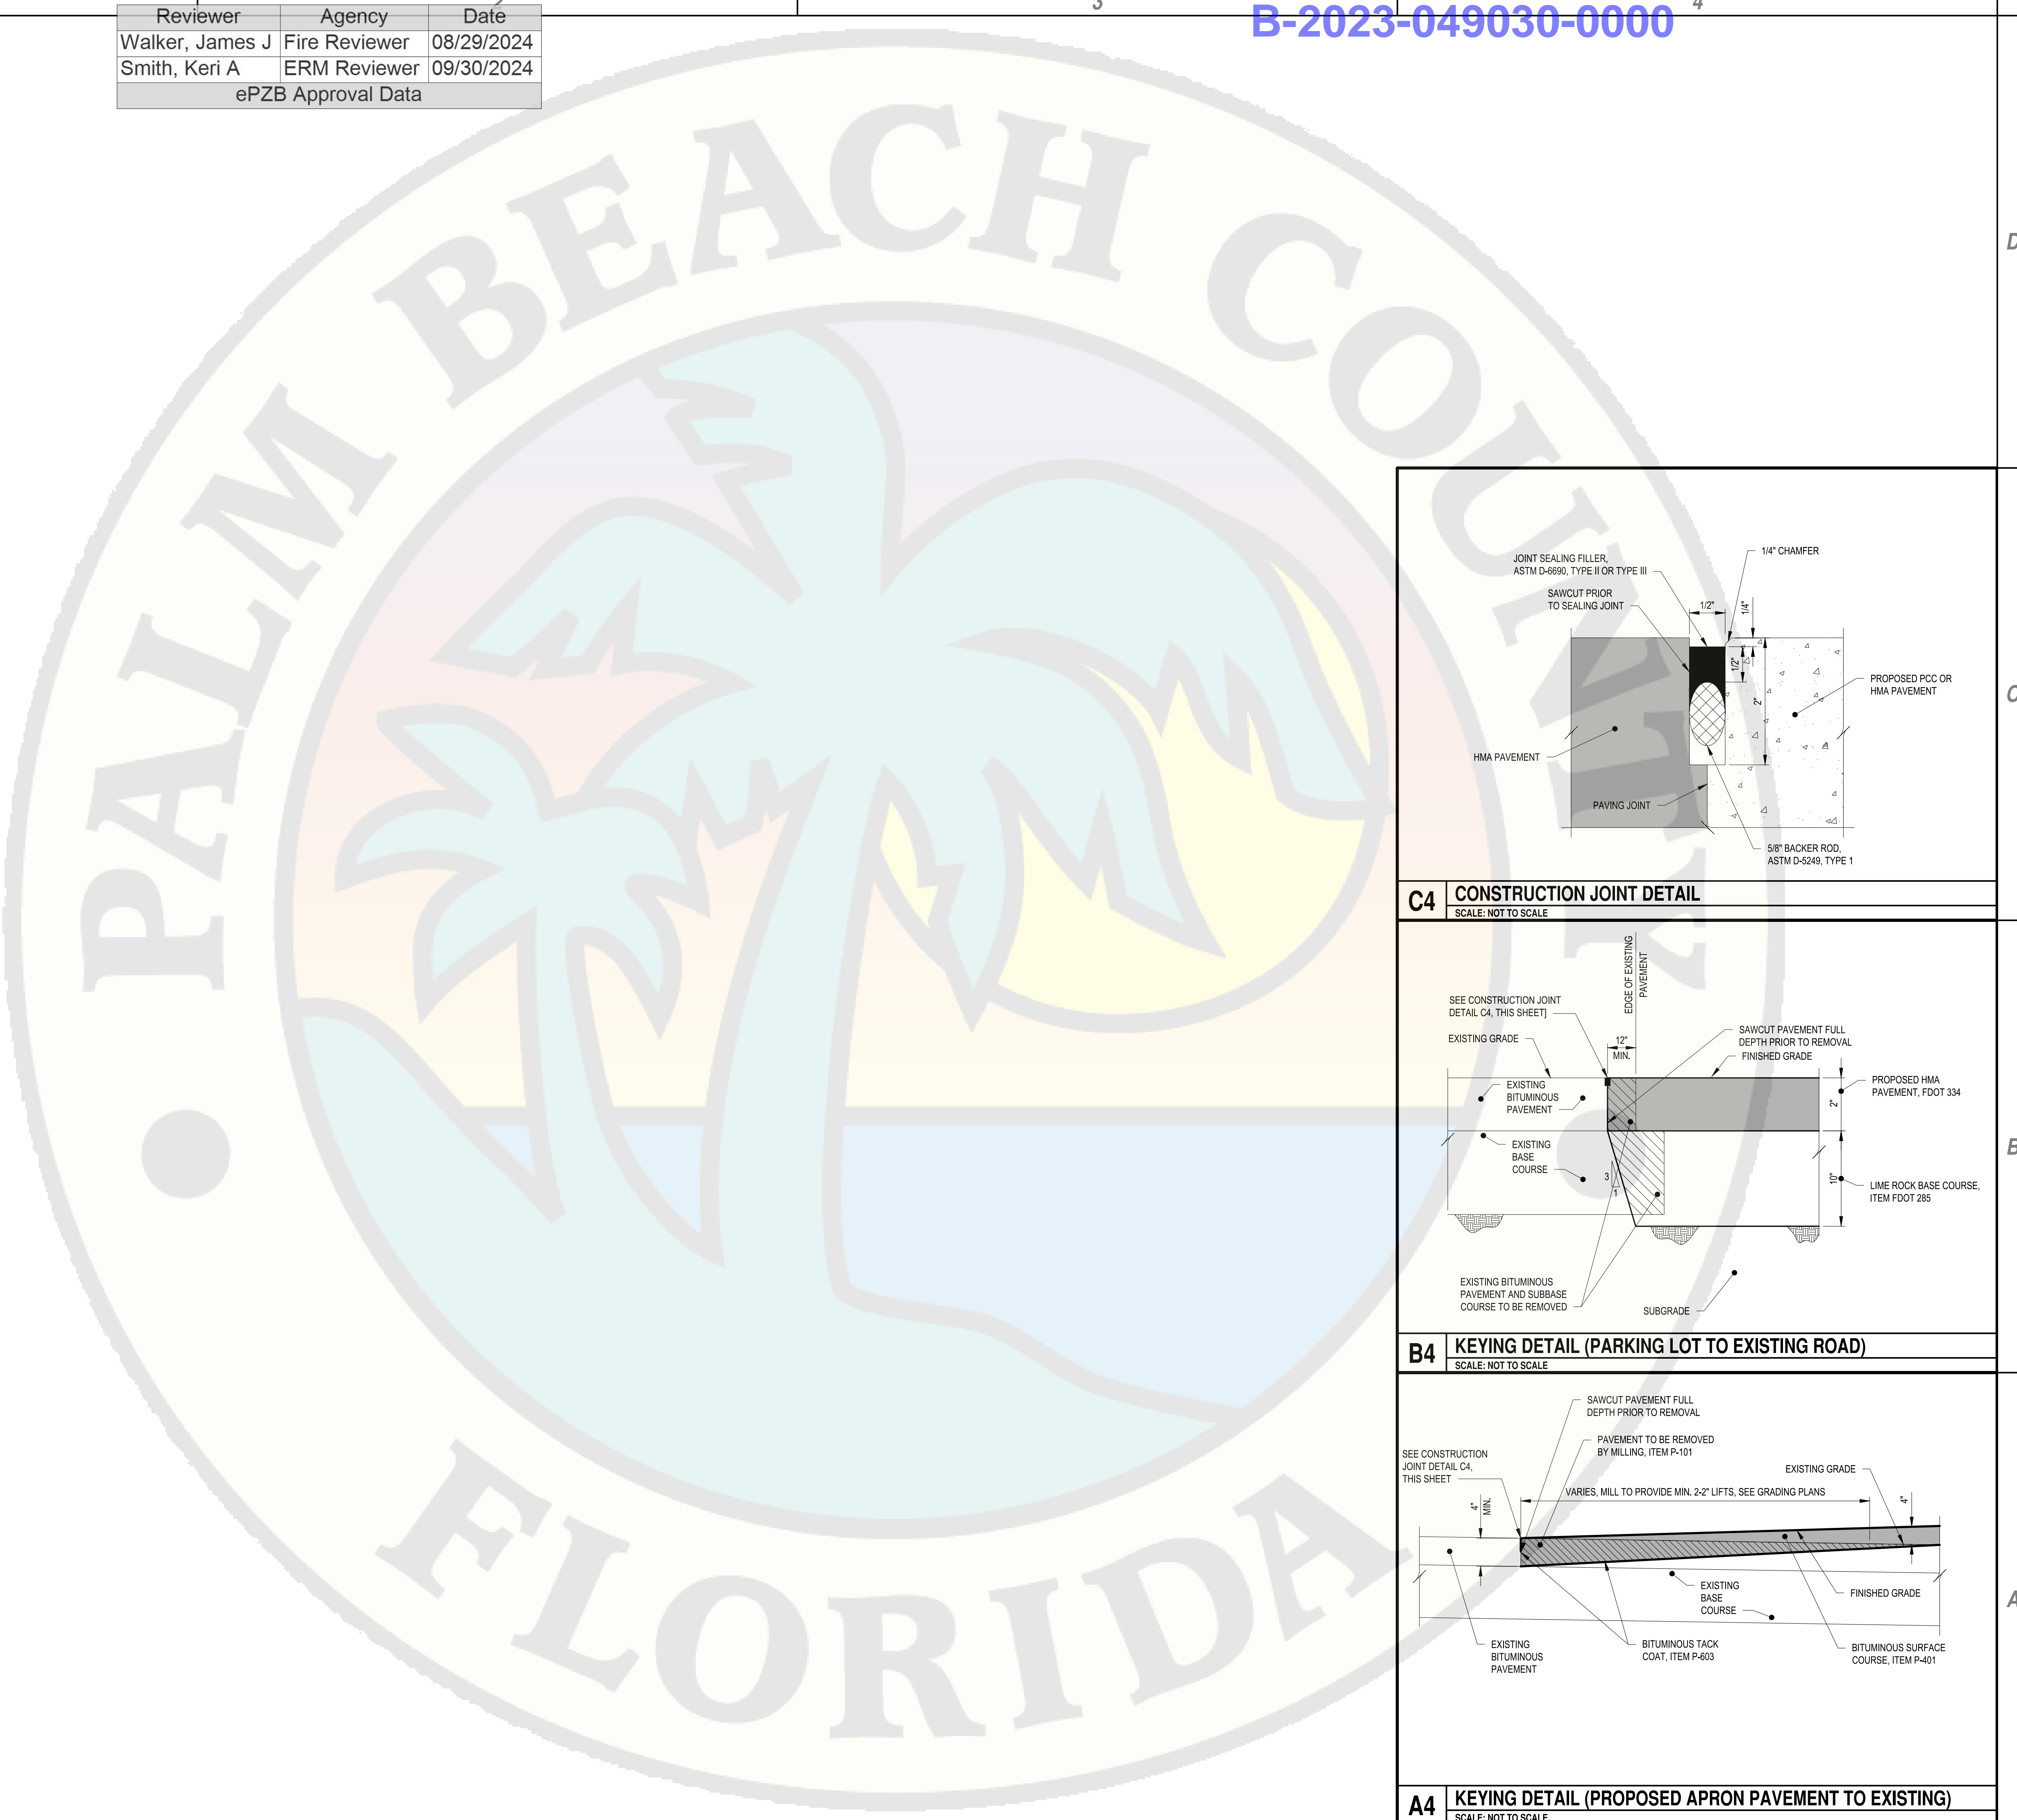 3
4
B-2023-049030-0000
Reviewer Agency Date
Walker, James J Fire Reviewer 08/29/2024
Smith, Keri A ERM Reviewer 09/30/2024
ePZB Approval Data
PALM BEACH COUNTY
FLORIDA
D
JOINT SEALING FILLER,
ASTM D-6690, TYPE II OR TYPE III
1/4" CHAMFER
SAWCUT PRIOR
TO SEALING JOINT
1/2"
1/4"
1/2"
2"
PROPOSED PCC OR
HMA PAVEMENT
HMA PAVEMENT
PAVING JOINT
5/8" BACKER ROD,
ASTM D-5249, TYPE 1
C4 CONSTRUCTION JOINT DETAIL
SCALE: NOT TO SCALE
EDGE OF EXISTING
PAVEMENT
SEE CONSTRUCTION JOINT
DETAIL C4, THIS SHEET]
EXISTING GRADE
12"
MIN.
SAWCUT PAVEMENT FULL
DEPTH PRIOR TO REMOVAL
FINISHED GRADE
EXISTING
BITUMINOUS
PAVEMENT
PROPOSED HMA
PAVEMENT, FDOT 334
2"
B
EXISTING
BASE
COURSE
3
1
10"
LIME ROCK BASE COURSE,
ITEM FDOT 285
EXISTING BITUMINOUS
PAVEMENT AND SUBBASE
COURSE TO BE REMOVED
SUBGRADE
B4 KEYING DETAIL (PARKING LOT TO EXISTING ROAD)
SCALE: NOT TO SCALE
SAWCUT PAVEMENT FULL
DEPTH PRIOR TO REMOVAL
PAVEMENT TO BE REMOVED
BY MILLING, ITEM P-101
SEE CONSTRUCTION
JOINT DETAIL C4,
THIS SHEET
EXISTING GRADE
VARIES, MILL TO PROVIDE MIN. 2-2" LIFTS, SEE GRADING PLANS
4"
MIN.
4"
EXISTING
BASE
COURSE
FINISHED GRADE
A
EXISTING
BITUMINOUS
PAVEMENT
BITUMINOUS TACK
COAT, ITEM P-603
BITUMINOUS SURFACE
COURSE, ITEM P-401
A4 KEYING DETAIL (PROPOSED APRON PAVEMENT TO EXISTING)
SCALE: NOT TO SCALE